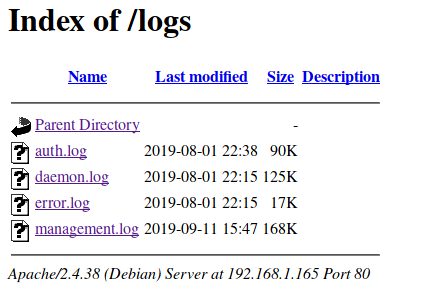 Index of /logs
Name Last modified Size Description
Parent Directory -
auth.log 2019-08-01 22:38 90K
daemon.log 2019-08-01 22:15 125K
error.log 2019-08-01 22:15 17K
management.log 2019-09-11 15:47 168K
Apache/2.4.38 (Debian) Server at 192.168.1.165 Port 80